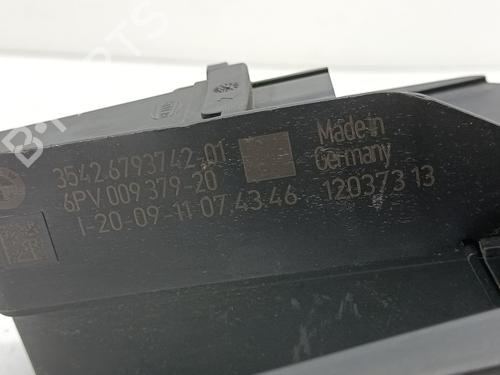 3542 6793742-01
6PV 009 379-20
I-20-09-11 07.43.46
Made in
Germany
120373 13